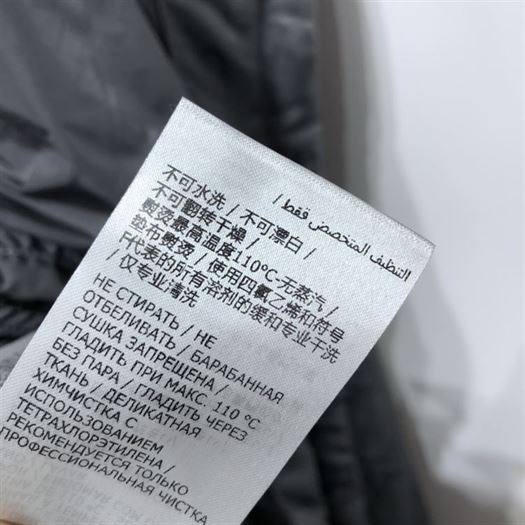 التنظيف المتخصص فقط /
不可水洗 / 不可漂白 /
不可翻转干燥 /
熨烫最高温度110°C-无蒸汽 /
垫布熨烫 / 使用四氯乙烯和符号
F代表的所有溶剂的缓和专业干洗
/ 仅专业清洗
НЕ СТИРАТЬ / НЕ
ОТБЕЛИВАТЬ / БАРАБАННАЯ
СУШКА ЗАПРЕЩЕНА /
ГЛАДИТЬ ПРИ МАКС. 110 °C
БЕЗ ПАРА / ГЛАДИТЬ ЧЕРЕЗ
ТКАНЬ / ДЕЛИКАТНАЯ
ХИМЧИСТКА С
ИСПОЛЬЗОВАНИЕМ
ТЕТРАХЛОРЭТИЛЕНА /
РЕКОМЕНДУЕТСЯ ТОЛЬКО
ПРОФЕССИОНАЛЬНАЯ ЧИСТКА